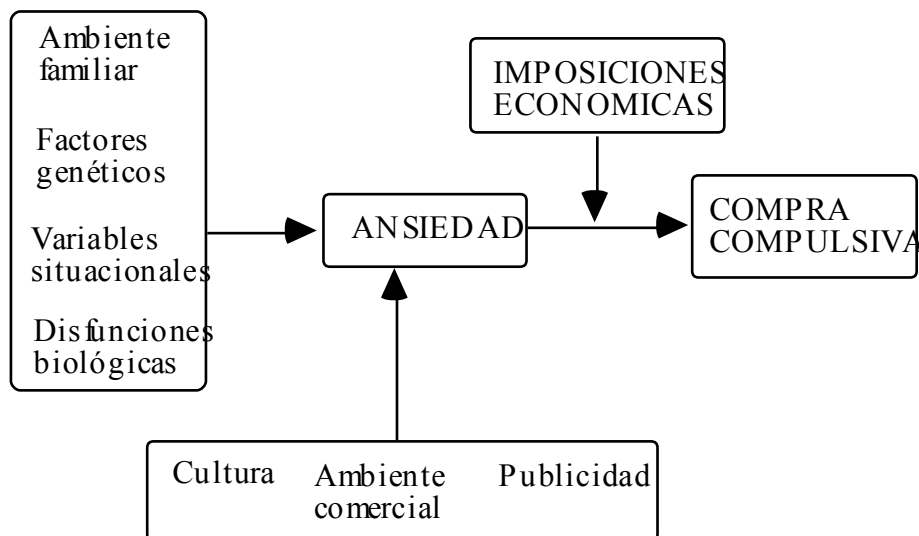 Ambiente
familiar
Factores
genéticos
Variables
situacionales
Disfunciones
biológicas
IMPOSICIONES
ECONOMICAS
ANSIEDAD
COMPRA
COMPULSIVA
Cultura
Ambiente
comercial
Publicidad